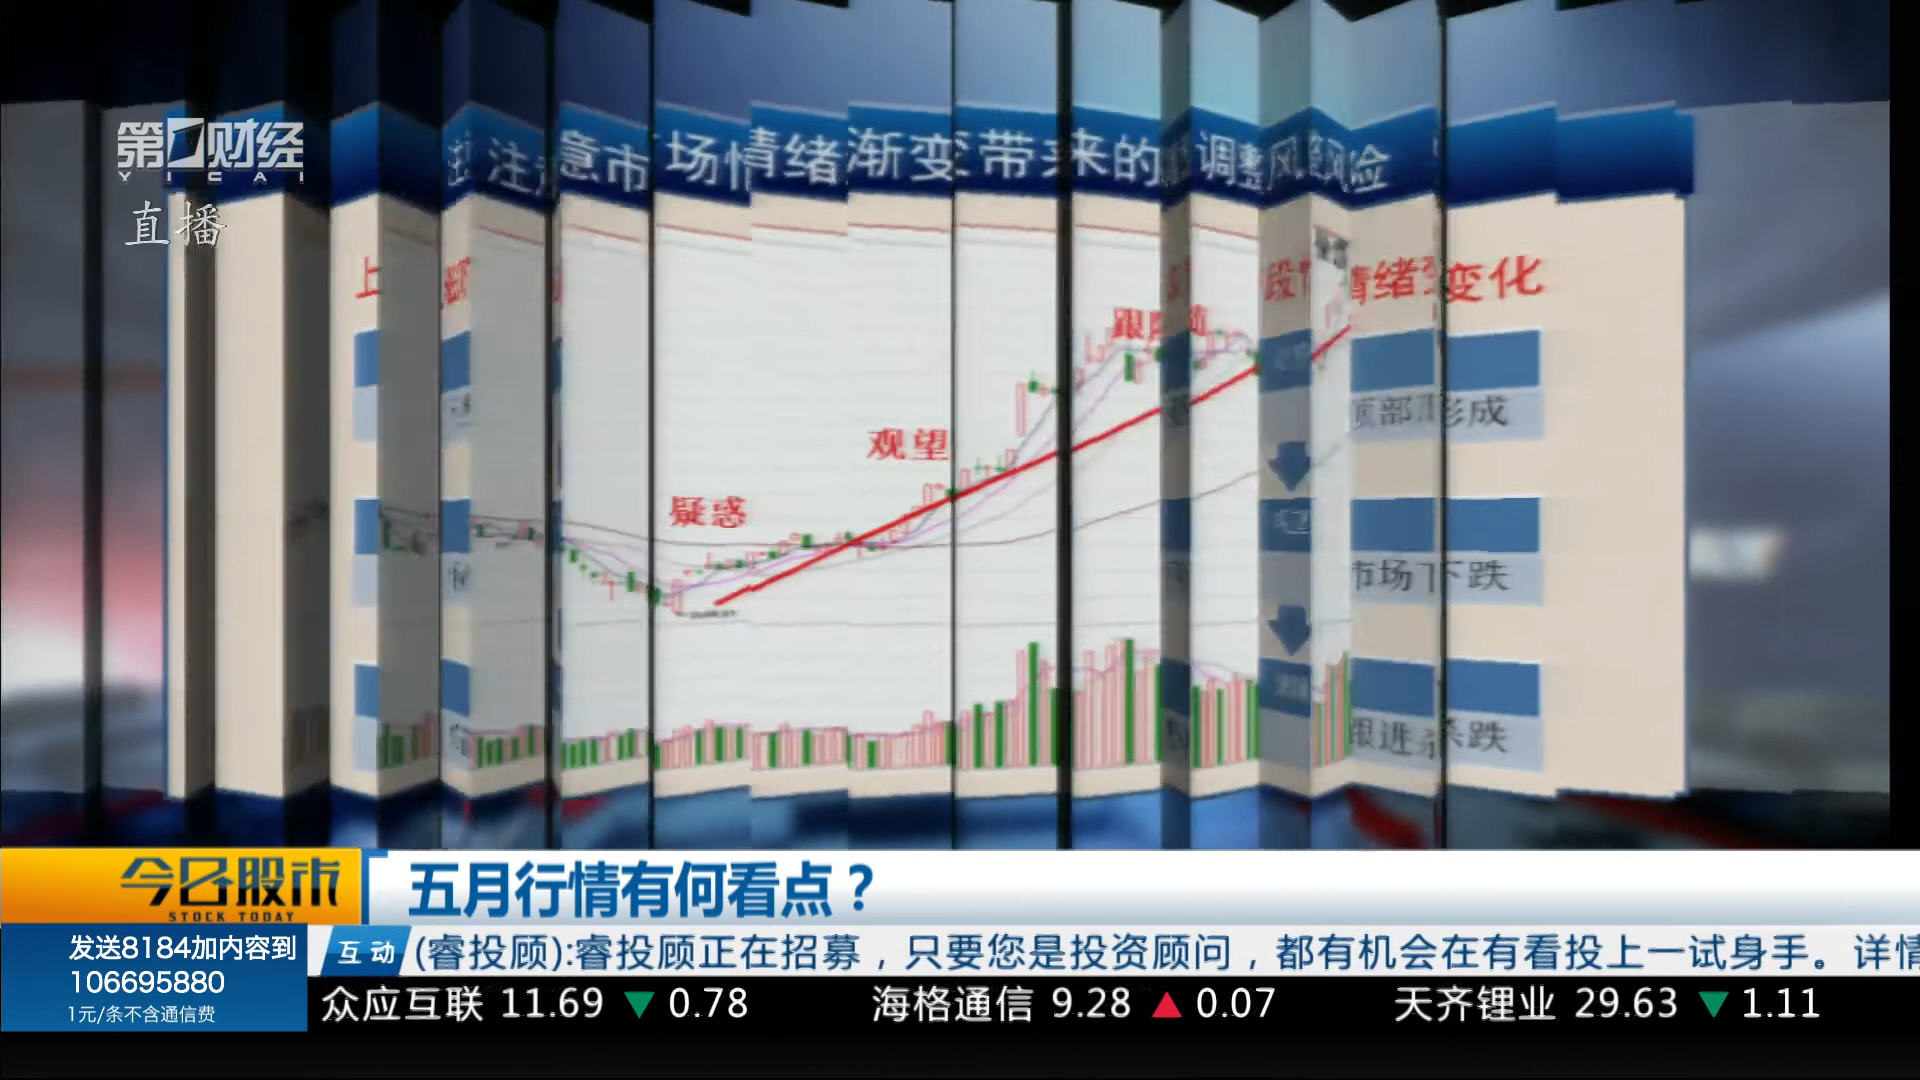 第一财经
YICAI
直播
注意市场情绪渐变带来的调整风险
情绪变化
跟风
顶部形成
观望
疑惑
市场下跌
跟进杀跌
今日股市
STOCK TODAY
五月行情有何看点？
发送8184加内容到
106695880
1元/条不含通信费
互动
(睿投顾):睿投顾正在招募，只要您是投资顾问，都有机会在有看投上一试身手。详情
众应互联 11.69 ▼ 0.78 海格通信 9.28 ▲ 0.07 天齐锂业 29.63 ▼ 1.11